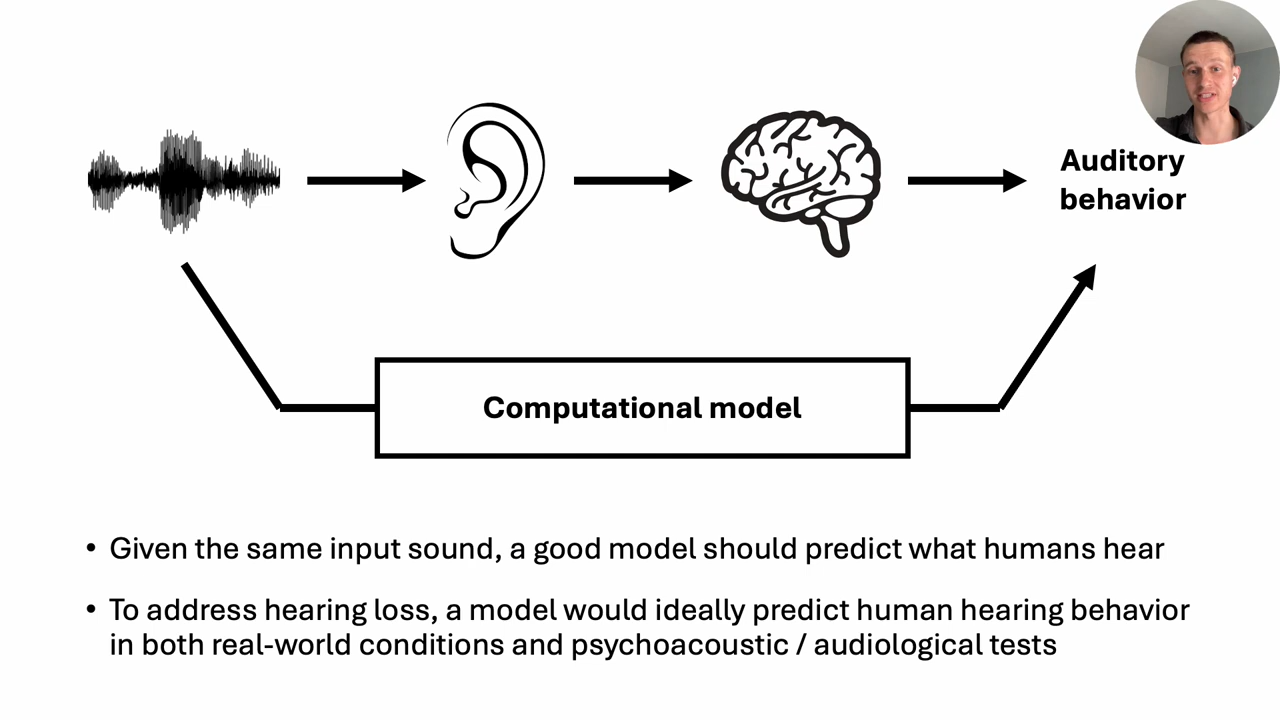 Auditory
behavior
Computational model
• Given the same input sound, a good model should predict what humans hear
• To address hearing loss, a model would ideally predict human hearing behavior
in both real-world conditions and psychoacoustic / audiological tests